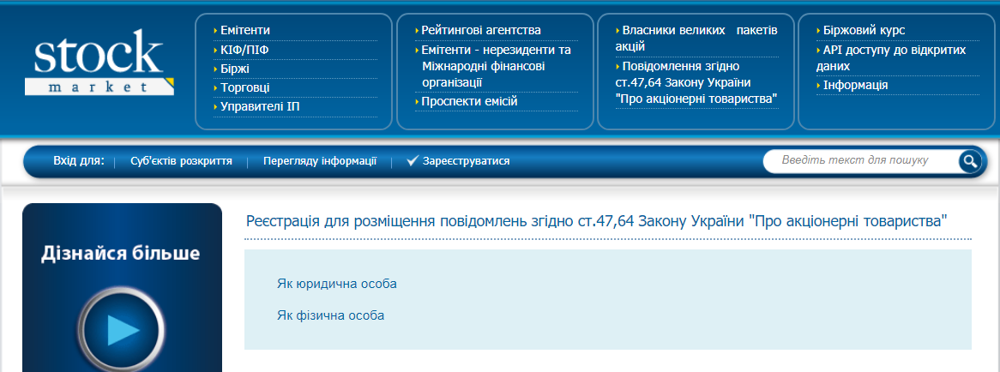 stock
market
Емітенти
КІФ/ПІФ
Біржі
Торговці
Управителі ІП
Рейтингові агентства
Емітенти - нерезиденти та
Міжнародні фінансові
організації
Проспекти емісій
Власники великих пакетів
акцій
Повідомлення згідно
ст.47,64 Закону України
"Про акціонерні товариства"
Біржовий курс
API доступу до відкритих
даних
Інформація
Вхід для: Суб'єктів розкриття Перегляду інформації Зареєструватися Введіть текст для пошуку
Дізнайся більше
Реєстрація для розміщення повідомлень згідно ст.47,64 Закону України "Про акціонерні товариства"
Як юридична особа
Як фізична особа